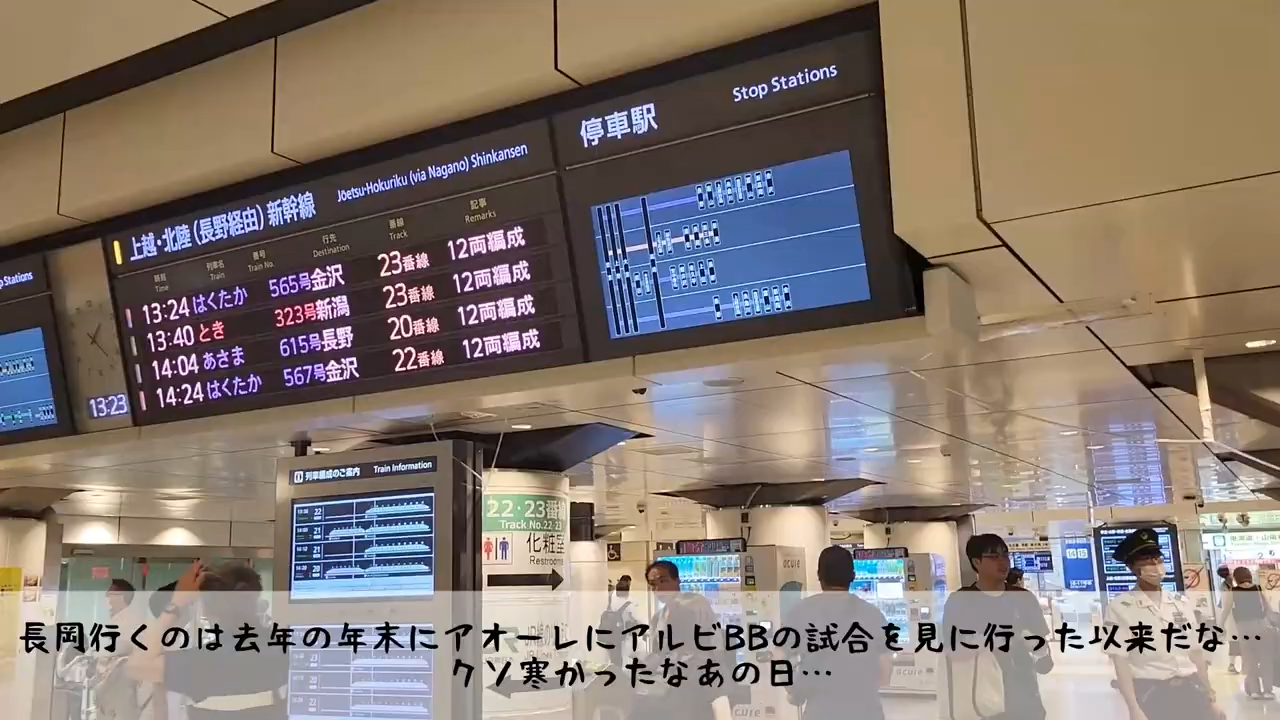 停車駅 Stop Stations
上越・北陸(長野経由)新幹線 Jōetsu-Hokuriku (via Nagano) Shinkansen
時刻 列車名 番号 行先 番線 記事
Time Train Train No. Destination Track Remarks
13:24 はくたか 565号 金沢 23番線 12両編成
13:40 とき 323号 新潟 23番線 12両編成
14:04 あさま 615号 長野 20番線 12両編成
14:24 はくたか 567号 金沢 22番線 12両編成
Stations
13:23
列車編成のご案内 Train Information
22・23番線
Track No.22・23
化粧室
Restrooms
acure
acure
長岡行くのは去年の年末にアオーレにアルビBBの試合を見に行った以来だな…
クソ寒かったなあの日…